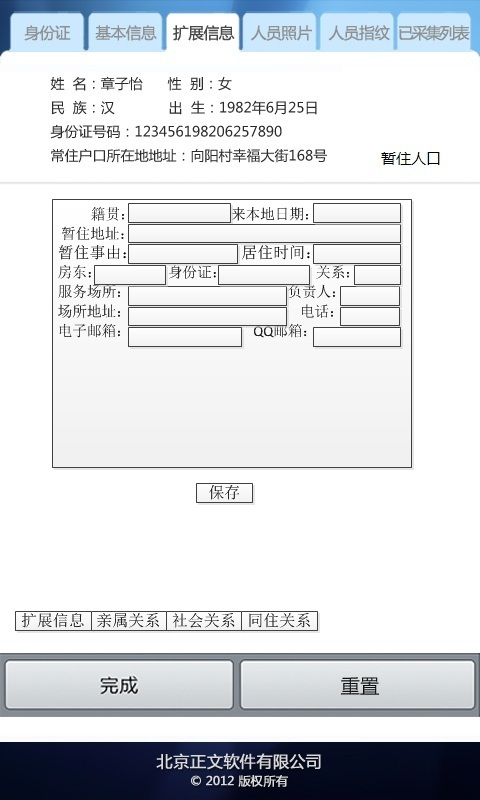 身份证 基本信息 扩展信息 人员照片 人员指纹 已采集列表
姓 名：章子怡 性 别：女
民 族：汉 出 生：1982年6月25日
身份证号码：123456198206257890
常住户口所在地地址：向阳村幸福大街168号 暂住人口
籍贯： 来本地日期：
暂住地址：
暂住事由： 居住时间：
房东： 身份证： 关系：
服务场所： 负责人：
场所地址： 电话：
电子邮箱： QQ邮箱：
保存
扩展信息 亲属关系 社会关系 同住关系
完成 重置
北京正文软件有限公司
© 2012 版权所有